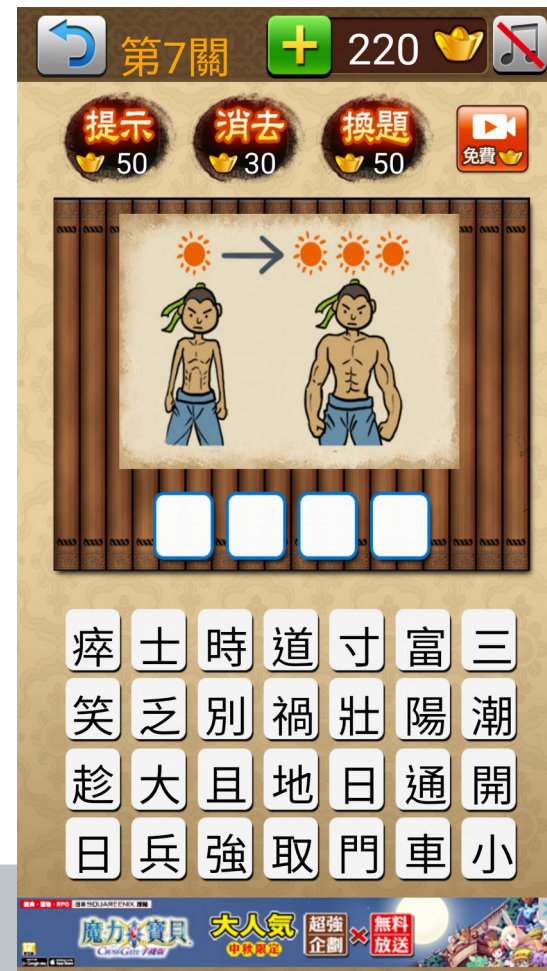 第7關
220
提示 消去 換題
50 30 50
免費
瘁 士 時 道 寸 富 三
笑 乏 別 禍 壯 陽 潮
趁 大 且 地 日 通 開
日 兵 強 取 門 車 小
魔力寶貝
大人気
中秋限定
超強
企劃
無料
放送